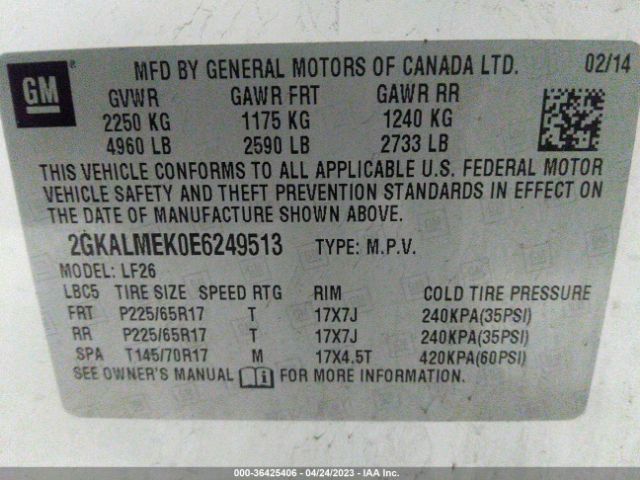 GM ®
MFD BY GENERAL MOTORS OF CANADA LTD. 02/14
GVWR GAWR FRT GAWR RR
2250 KG 1175 KG 1240 KG
4960 LB 2590 LB 2733 LB
THIS VEHICLE CONFORMS TO ALL APPLICABLE U.S. FEDERAL MOTOR
VEHICLE SAFETY AND THEFT PREVENTION STANDARDS IN EFFECT ON
THE DATE OF MANUFACTURE SHOWN ABOVE.
2GKALMEK0E6249513 TYPE: M.P.V.
MODEL: LF26
LBC5 TIRE SIZE SPEED RTG RIM COLD TIRE PRESSURE
FRT P225/65R17 T 17X7J 240KPA(35PSI)
RR P225/65R17 T 17X7J 240KPA(35PSI)
SPA T145/70R17 M 17X4.5T 420KPA(60PSI)
SEE OWNER'S MANUAL FOR MORE INFORMATION.
000-36425406 - 04/24/2023 - IAA Inc.